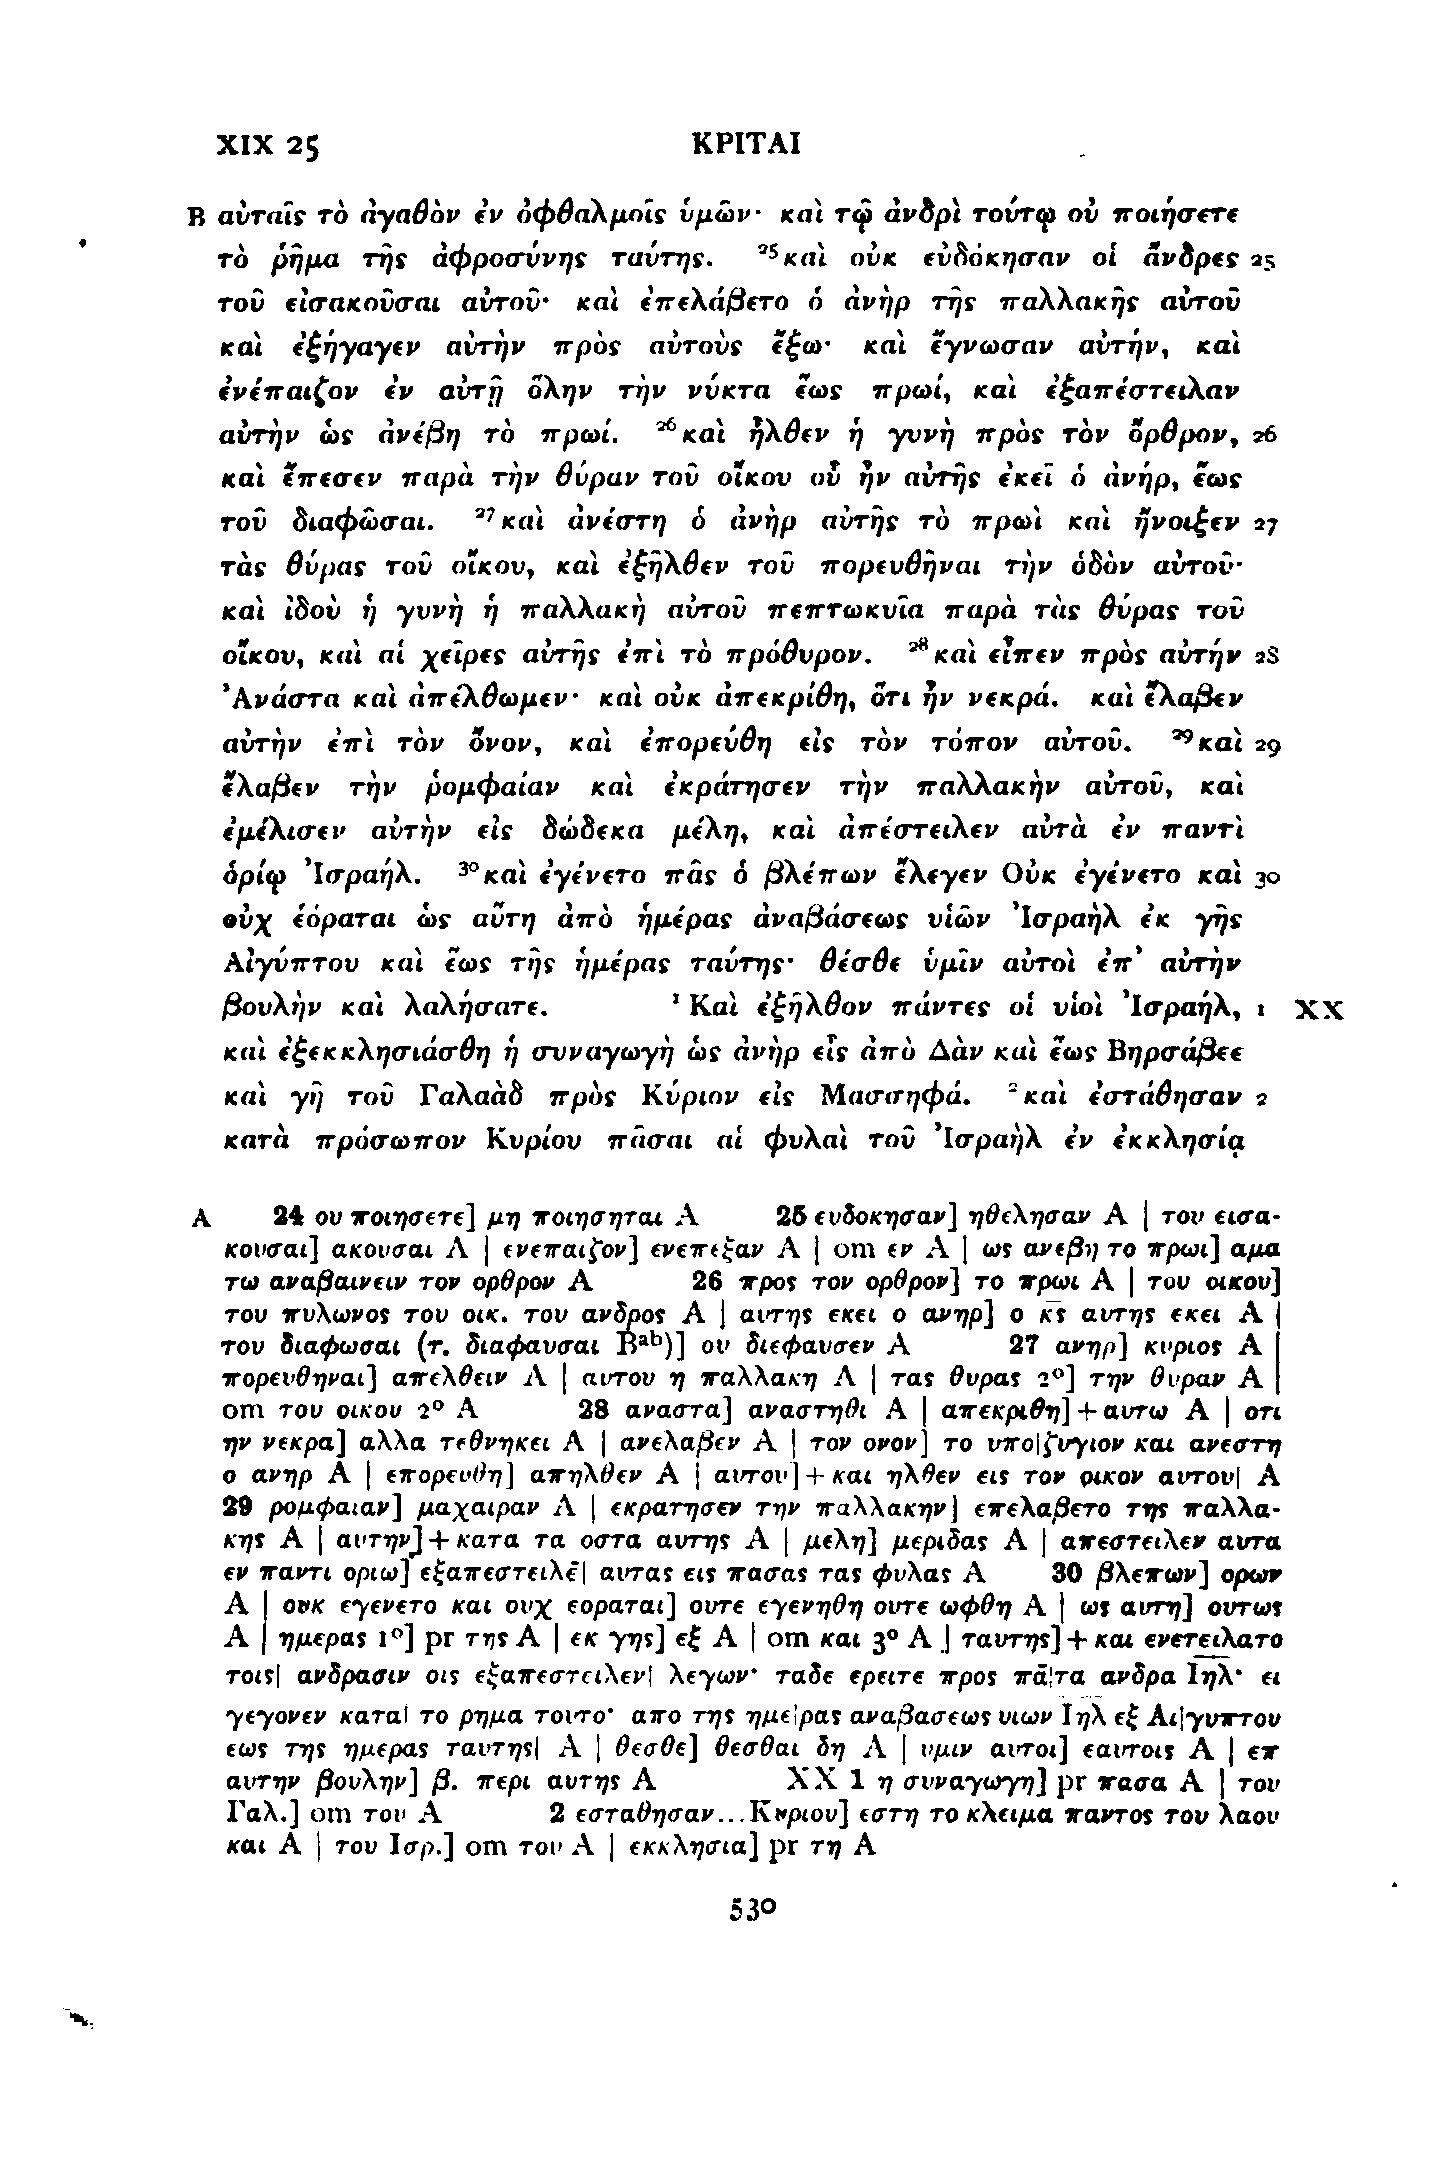 XIX 25 ΚΡΙΤΑΙ
B αὐταῖς τὸ ἀγαθὸν ἐν ὀφθαλμοῖς ὑμῶν· καὶ τῷ ἀνδρὶ τούτῳ οὐ ποιήσετε
τὸ ῥῆμα τῆς ἀφροσύνης ταύτης. ²⁵καὶ οὐκ εὐδόκησαν οἱ ἄνδρες 25
τοῦ εἰσακοῦσαι αὐτοῦ· καὶ ἐπελάβετο ὁ ἀνὴρ τῆς παλλακῆς αὐτοῦ
καὶ ἐξήγαγεν αὐτὴν πρὸς αὐτοὺς ἔξω· καὶ ἔγνωσαν αὐτήν, καὶ
ἐνέπαιζον ἐν αὐτῇ ὅλην τὴν νύκτα ἕως πρωί, καὶ ἐξαπέστειλαν
αὐτὴν ὡς ἀνέβη τὸ πρωί. ²⁶καὶ ἦλθεν ἡ γυνὴ πρὸς τὸν ὄρθρον, 26
καὶ ἔπεσεν παρὰ τὴν θύραν τοῦ οἴκου οὗ ἦν αὐτῆς ἐκεῖ ὁ ἀνήρ, ἕως
τοῦ διαφῶσαι. ²⁷καὶ ἀνέστη ὁ ἀνὴρ αὐτῆς τὸ πρωὶ καὶ ἤνοιξεν 27
τὰς θύρας τοῦ οἴκου, καὶ ἐξῆλθεν τοῦ πορευθῆναι τὴν ὁδὸν αὐτοῦ·
καὶ ἰδοὺ ἡ γυνὴ ἡ παλλακὴ αὐτοῦ πεπτωκυῖα παρὰ τὰς θύρας τοῦ
οἴκου, καὶ αἱ χεῖρες αὐτῆς ἐπὶ τὸ πρόθυρον. ²⁸καὶ εἶπεν πρὸς αὐτήν 28
Ἀνάστα καὶ ἀπέλθωμεν· καὶ οὐκ ἀπεκρίθη, ὅτι ἦν νεκρά. καὶ ἔλαβεν
αὐτὴν ἐπὶ τὸν ὄνον, καὶ ἐπορεύθη εἰς τὸν τόπον αὐτοῦ. ²⁹καὶ 29
ἔλαβεν τὴν ῥομφαίαν καὶ ἐκράτησεν τὴν παλλακὴν αὐτοῦ, καὶ
ἐμέλισεν αὐτὴν εἰς δώδεκα μέλη, καὶ ἀπέστειλεν αὐτὰ ἐν παντὶ
ὁρίῳ Ἰσραήλ. ³⁰καὶ ἐγένετο πᾶς ὁ βλέπων ἔλεγεν Οὐκ ἐγένετο καὶ 30
οὐχ ἑόραται ὡς αὕτη ἀπὸ ἡμέρας ἀναβάσεως υἱῶν Ἰσραὴλ ἐκ γῆς
Αἰγύπτου καὶ ἕως τῆς ἡμέρας ταύτης· θέσθε ὑμῖν αὐτοὶ ἐπ’ αὐτὴν
βουλὴν καὶ λαλήσατε. ¹Καὶ ἐξῆλθον πάντες οἱ υἱοὶ Ἰσραήλ, 1 XX
καὶ ἐξεκκλησιάσθη ἡ συναγωγὴ ὡς ἀνὴρ εἷς ἀπὸ Δὰν καὶ ἕως Βηρσάβεε
καὶ γῆ τοῦ Γαλαὰδ πρὸς Κύριον εἰς Μασσηφά. ²καὶ ἐστάθησαν 2
κατὰ πρόσωπον Κυρίου πᾶσαι αἱ φυλαὶ τοῦ Ἰσραὴλ ἐν ἐκκλησίᾳ
A 24 ου ποιησετε] μη ποιησηται A 25 ευδοκησαν] ηθελησαν A | του εισα-
κουσαι] ακουσαι A | ενεπαιζον] ενεπεξαν A | om εν A | ως ανεβη το πρωι] αμα
τω αναβαινειν τον ορθρον A 26 προς τον ορθρον] το πρωι A | του οικου]
του πυλωνος του οικ. του ανδρος A | αυτης εκει ο ανηρ] ο κ̅ς̅ αυτης εκει A |
του διαφωσαι (τ. διαφαυσαι Bᵃᵇ)] ου διεφαυσεν A 27 ανηρ] κυριος A |
πορευθηναι] απελθειν A | αυτου η παλλακη A | τας θυρας 2⁰] την θυραν A |
om του οικου 2⁰ A 28 αναστα] αναστηθι A | απεκριθη]+αυτω A | οτι
ην νεκρα] αλλα τεθνηκει A | ανελαβεν A | τον ονον] το υπο|ζυγιον και ανεστη
ο ανηρ A | επορευθη] απηλθεν A | αυτου]+και ηλθεν εις τον οικον αυτου| A
29 ρομφαιαν] μαχαιραν A | εκρατησεν την παλλακην] επελαβετο της παλλα-
κης A | αυτην]+κατα τα οστα αυτης A | μελη] μεριδας A | απεστειλεν αυτα
εν παντι οριω] εξαπεστειλε̅| αυτας εις πασας τας φυλας A 30 βλεπων] ορων
A | ουκ εγενετο και ουχ εοραται] ουτε εγενηθη ουτε ωφθη A | ως αυτη] ουτως
A | ημερας 1⁰] pr της A | εκ γης] εξ A | om και 3⁰ A | ταυτης]+και ενετειλατο
τοις| ανδρασιν οις εξαπεστειλεν| λεγων· ταδε ερειτε προς πα̅|τα ανδρα Ι̅η̅λ̅· ει
γεγονεν κατα| το ρημα τουτο· απο της ημε|ρας αναβασεως υιων Ι̅η̅λ̅ εξ Αι|γυπτου
εως της ημερας ταυτης| A | θεσθε] θεσθαι δη A | υμιν αυτοι] εαυτοις A | επ
αυτην βουλην] β. περι αυτης A XX 1 η συναγωγη] pr πασα A | του
Γαλ.] om του A 2 εσταθησαν...Κυριου] εστη το κλειμα παντος του λαου
και A | του Ισρ.] om του A | εκκλησια] pr τη A
530